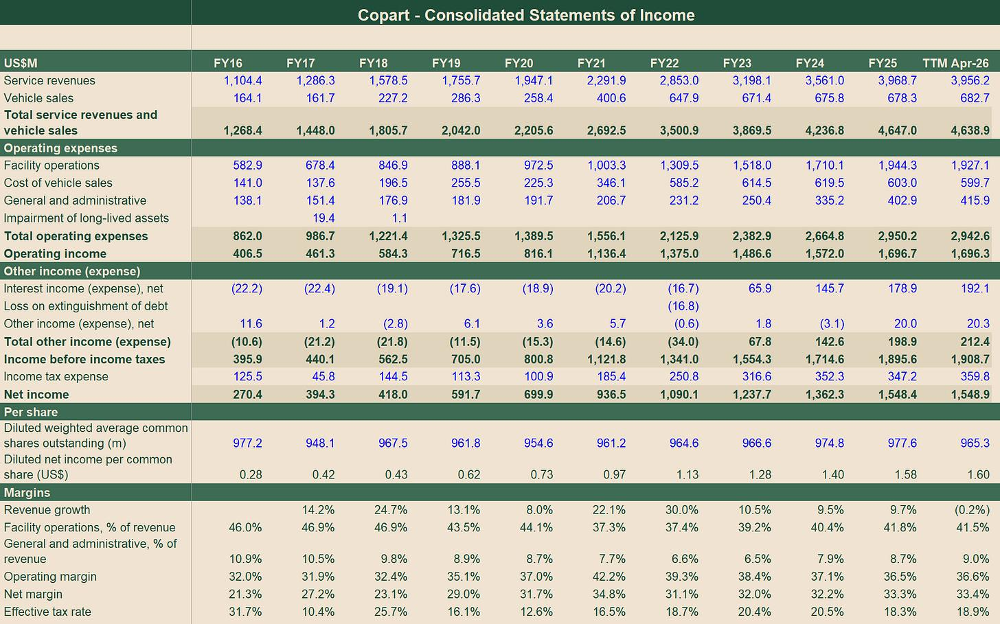 Copart - Consolidated Statements of Income
US$M FY16 FY17 FY18 FY19 FY20 FY21 FY22 FY23 FY24 FY25 TTM Apr-26
Service revenues 1,104.4 1,286.3 1,578.5 1,755.7 1,947.1 2,291.9 2,853.0 3,198.1 3,561.0 3,968.7 3,956.2
Vehicle sales 164.1 161.7 227.2 286.3 258.4 400.6 647.9 671.4 675.8 678.3 682.7
Total service revenues and
vehicle sales 1,268.4 1,448.0 1,805.7 2,042.0 2,205.6 2,692.5 3,500.9 3,869.5 4,236.8 4,647.0 4,638.9
Operating expenses
Facility operations 582.9 678.4 846.9 888.1 972.5 1,003.3 1,309.5 1,518.0 1,710.1 1,944.3 1,927.1
Cost of vehicle sales 141.0 137.6 196.5 255.5 225.3 346.1 585.2 614.5 619.5 603.0 599.7
General and administrative 138.1 151.4 176.9 181.9 191.7 206.7 231.2 250.4 335.2 402.9 415.9
Impairment of long-lived assets 19.4 1.1
Total operating expenses 862.0 986.7 1,221.4 1,325.5 1,389.5 1,556.1 2,125.9 2,382.9 2,664.8 2,950.2 2,942.6
Operating income 406.5 461.3 584.3 716.5 816.1 1,136.4 1,375.0 1,486.6 1,572.0 1,696.7 1,696.3
Other income (expense)
Interest income (expense), net (22.2) (22.4) (19.1) (17.6) (18.9) (20.2) (16.7) 65.9 145.7 178.9 192.1
Loss on extinguishment of debt (16.8)
Other income (expense), net 11.6 1.2 (2.8) 6.1 3.6 5.7 (0.6) 1.8 (3.1) 20.0 20.3
Total other income (expense) (10.6) (21.2) (21.8) (11.5) (15.3) (14.6) (34.0) 67.8 142.6 198.9 212.4
Income before income taxes 395.9 440.1 562.5 705.0 800.8 1,121.8 1,341.0 1,554.3 1,714.6 1,895.6 1,908.7
Income tax expense 125.5 45.8 144.5 113.3 100.9 185.4 250.8 316.6 352.3 347.2 359.8
Net income 270.4 394.3 418.0 591.7 699.9 936.5 1,090.1 1,237.7 1,362.3 1,548.4 1,548.9
Per share
Diluted weighted average common
shares outstanding (m) 977.2 948.1 967.5 961.8 954.6 961.2 964.6 966.6 974.8 977.6 965.3
Diluted net income per common
share (US$) 0.28 0.42 0.43 0.62 0.73 0.97 1.13 1.28 1.40 1.58 1.60
Margins
Revenue growth 14.2% 24.7% 13.1% 8.0% 22.1% 30.0% 10.5% 9.5% 9.7% (0.2%)
Facility operations, % of revenue 46.0% 46.9% 46.9% 43.5% 44.1% 37.3% 37.4% 39.2% 40.4% 41.8% 41.5%
General and administrative, % of
revenue 10.9% 10.5% 9.8% 8.9% 8.7% 7.7% 6.6% 6.5% 7.9% 8.7% 9.0%
Operating margin 32.0% 31.9% 32.4% 35.1% 37.0% 42.2% 39.3% 38.4% 37.1% 36.5% 36.6%
Net margin 21.3% 27.2% 23.1% 29.0% 31.7% 34.8% 31.1% 32.0% 32.2% 33.3% 33.4%
Effective tax rate 31.7% 10.4% 25.7% 16.1% 12.6% 16.5% 18.7% 20.4% 20.5% 18.3% 18.9%